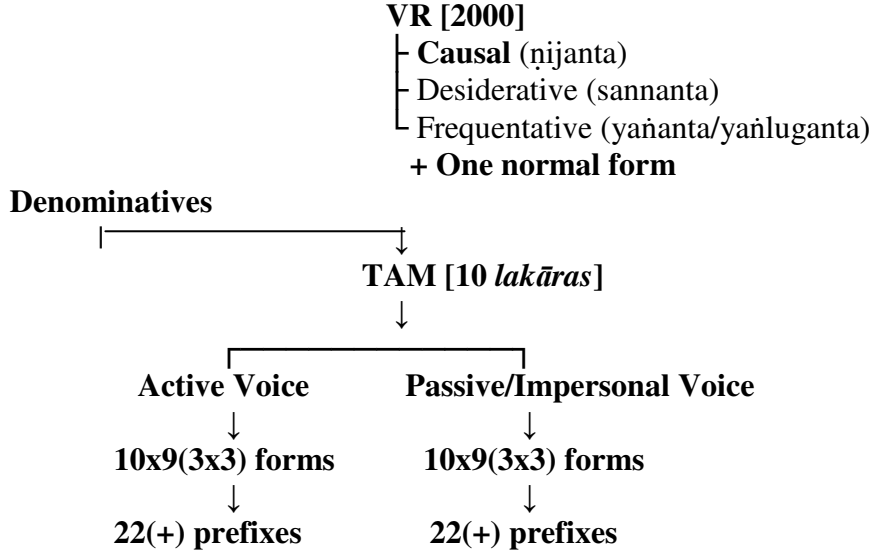 VR [2000]
Causal (ṇijanta)
Desiderative (sannanta)
Frequentative (yaṅanta/yaṅluganta)
+ One normal form
Denominatives
TAM [10 lakāras]
Active Voice Passive/Impersonal Voice
10x9(3x3) forms 10x9(3x3) forms
22(+) prefixes 22(+) prefixes